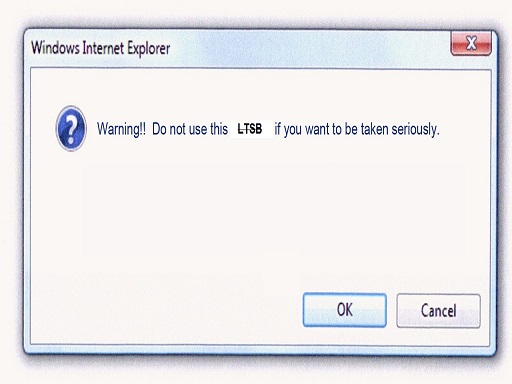 Windows Internet Explorer
X
Warning!! Do not use this LTSB if you want to be taken seriously.
OK
Cancel